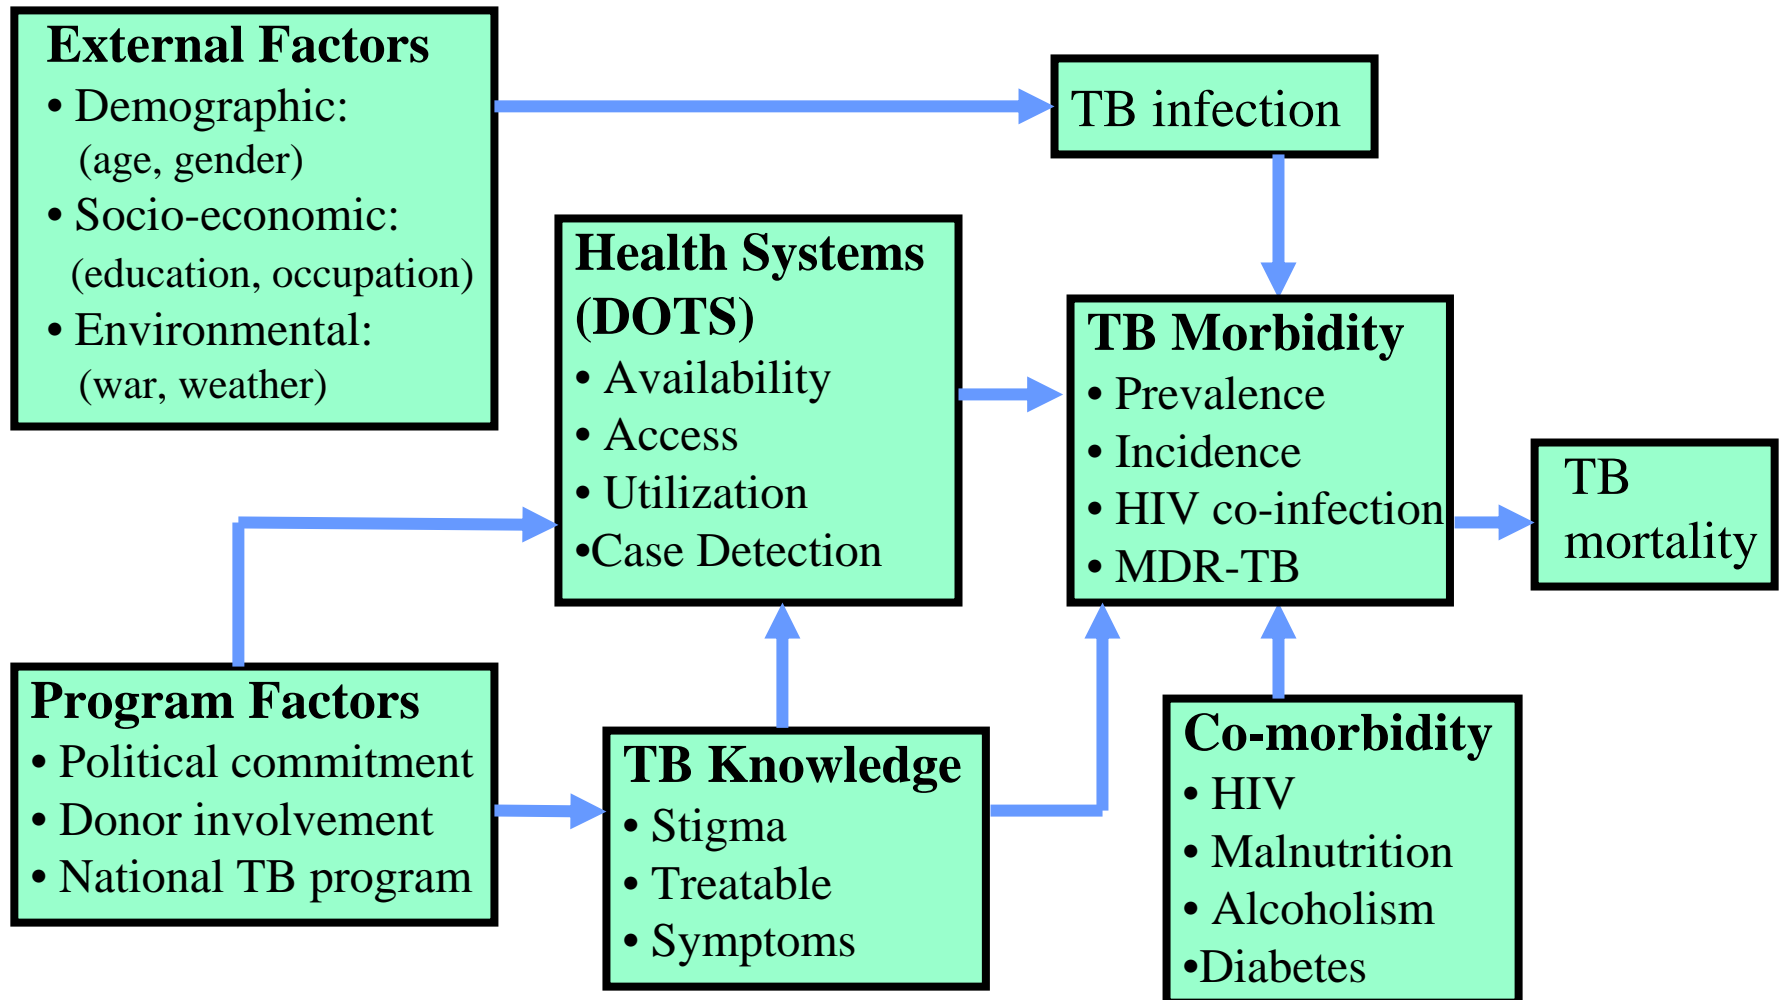 External Factors
• Demographic:
(age, gender)
• Socio-economic:
(education, occupation)
• Environmental:
(war, weather)
TB infection
Health Systems
(DOTS)
• Availability
• Access
• Utilization
•Case Detection
TB Morbidity
• Prevalence
• Incidence
• HIV co-infection
• MDR-TB
TB
mortality
Program Factors
• Political commitment
• Donor involvement
• National TB program
TB Knowledge
• Stigma
• Treatable
• Symptoms
Co-morbidity
• HIV
• Malnutrition
• Alcoholism
•Diabetes